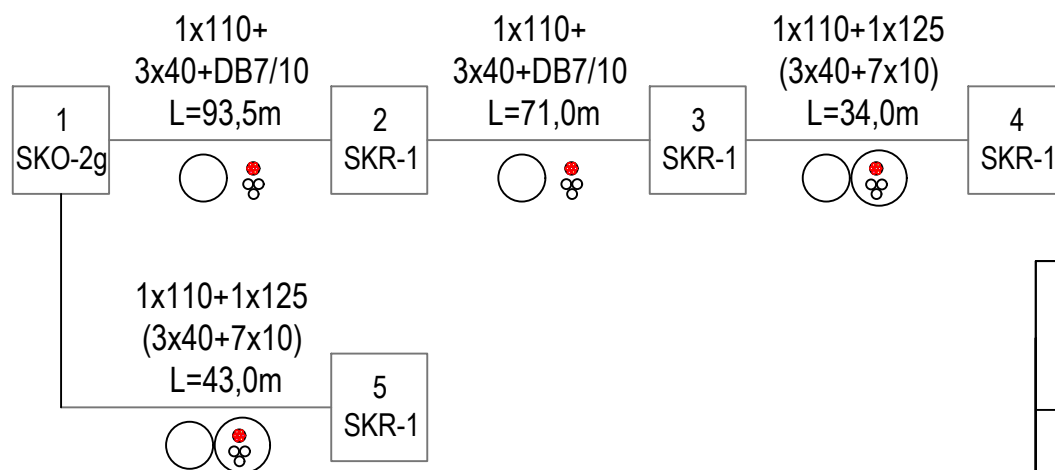 1x110+
3x40+DB7/10
L=93,5m
1x110+
3x40+DB7/10
L=71,0m
1x110+1x125
(3x40+7x10)
L=34,0m
1
SKO-2g
2
SKR-1
3
SKR-1
4
SKR-1
1x110+1x125
(3x40+7x10)
L=43,0m
5
SKR-1